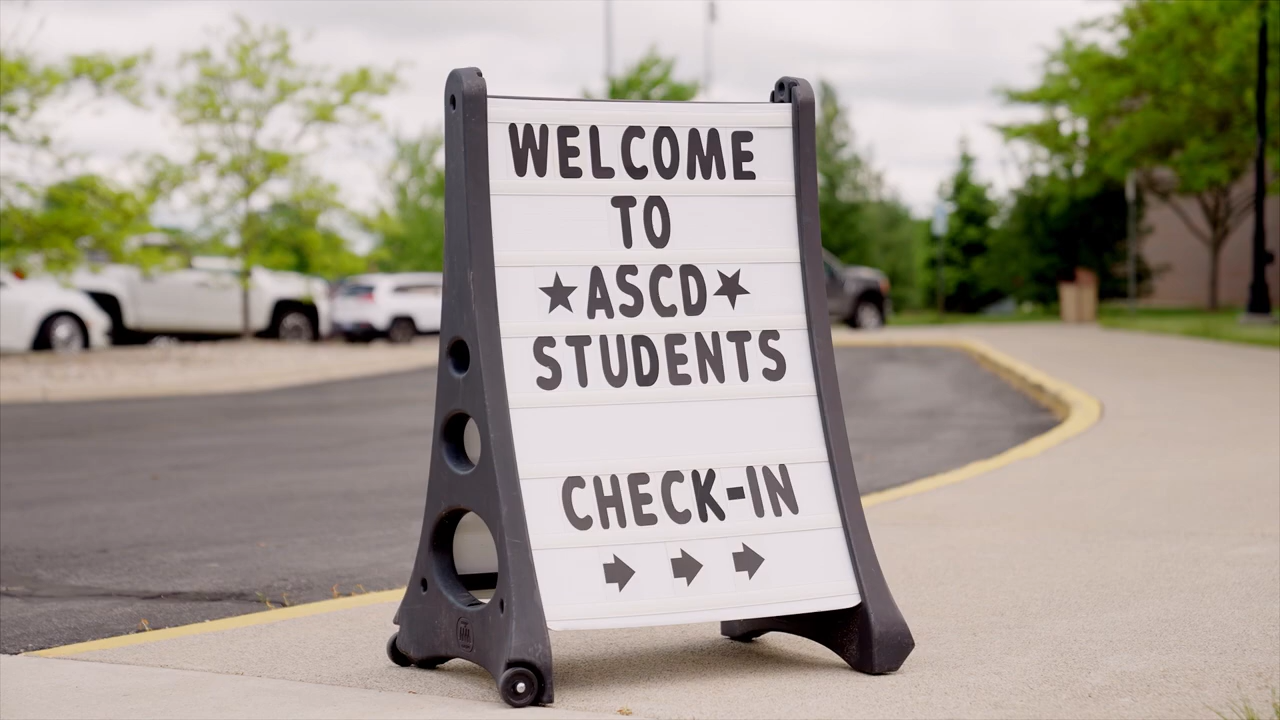 WELCOME
TO
★ASCD★
STUDENTS
CHECK-IN
➡ ➡ ➡